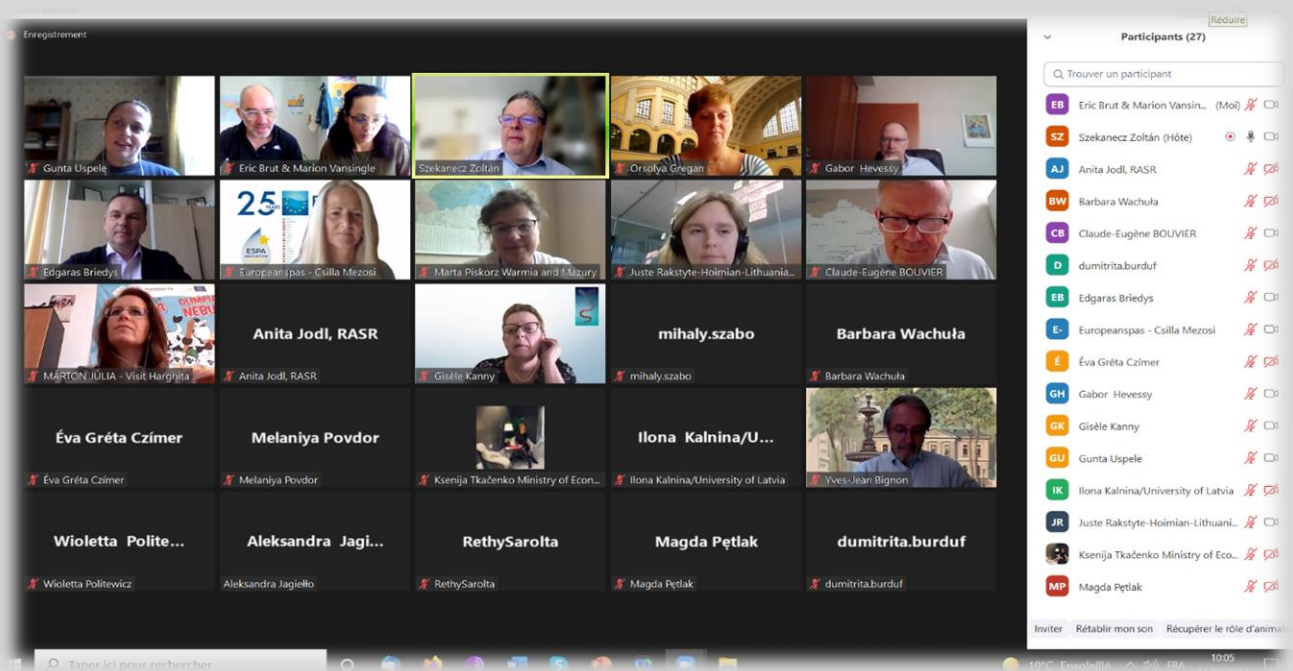 Réduire
Enregistrement
Participants (27)
Trouver un participant
Gunta Uspele
Eric Brut & Marion Vansingle
Szekanecz Zoltán
Orsolya Gregan
Gabor Hevessy
25 YEARS
ESPA
Edgaras Briedys
Europeanspas - Csilla Mezosi
Marta Piskorz Warmia and Mazury
Juste Rakstyte-Hoimian-Lithuania...
Claude-Eugène BOUVIER
MÁRTON JÚLIA - Visit Harghita
Anita Jodl, RASR
Anita Jodl, RASR
Gisèle Kanny
mihaly.szabo
mihaly.szabo
Barbara Wachuła
Barbara Wachuła
Éva Gréta Czímer
Éva Gréta Czímer
Melaniya Povdor
Melaniya Povdor
Ksenija Tkačenko Ministry of Econ...
Ilona Kalnina/U...
Ilona Kalnina/University of Latvia
Yves-Jean Bignon
Wioletta Polite...
Wioletta Politewicz
Aleksandra Jagi...
Aleksandra Jagiełło
RethySarolta
RethySarolta
Magda Pętlak
Magda Pętlak
dumitrita.burduf
dumitrita.burduf
EB Eric Brut & Marion Vansin... (Moi)
SZ Szekanecz Zoltán (Hôte)
AJ Anita Jodl, RASR
BW Barbara Wachuła
CB Claude-Eugène BOUVIER
D dumitrita.burduf
EB Edgaras Briedys
E- Europeanspas - Csilla Mezosi
É Éva Gréta Czímer
GH Gabor Hevessy
GK Gisèle Kanny
GU Gunta Uspele
IK Ilona Kalnina/University of Latvia
JR Juste Rakstyte-Hoimian-Lithuani...
Ksenija Tkačenko Ministry of Eco...
MP Magda Pętlak
Inviter Rétablir mon son Récupérer le rôle d'animat
Taper ici pour rechercher
19°C Ensoleillé FRA 10:05